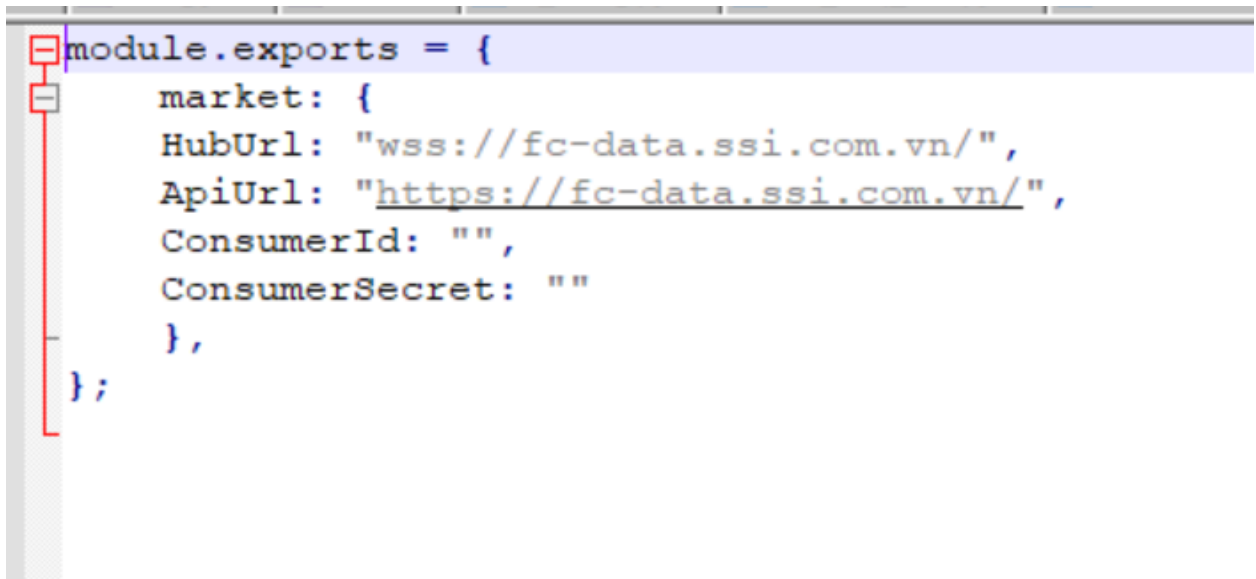 module.exports = {
    market: {
    HubUrl: "wss://fc-data.ssi.com.vn/",
    ApiUrl: "https://fc-data.ssi.com.vn/",
    ConsumerId: "",
    ConsumerSecret: ""
    },
};